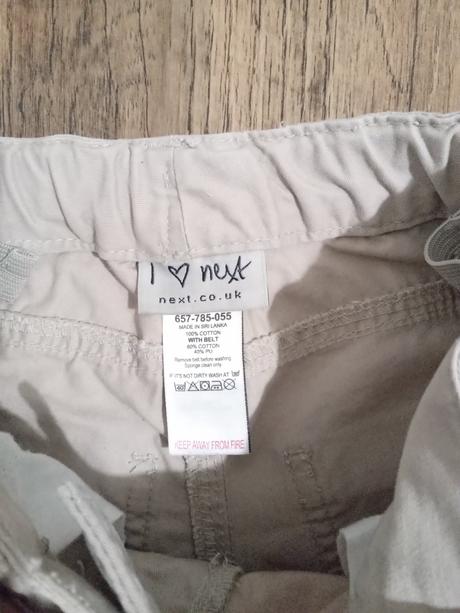 I ♡ next
next.co.uk
657-785-055
MADE IN SRI LANKA
100% COTTON
WITH BELT
60% COTTON
40% PU
Remove belt before washing
Sponge clean only
IF IT'S NOT DIRTY WASH AT
KEEP AWAY FROM FIRE